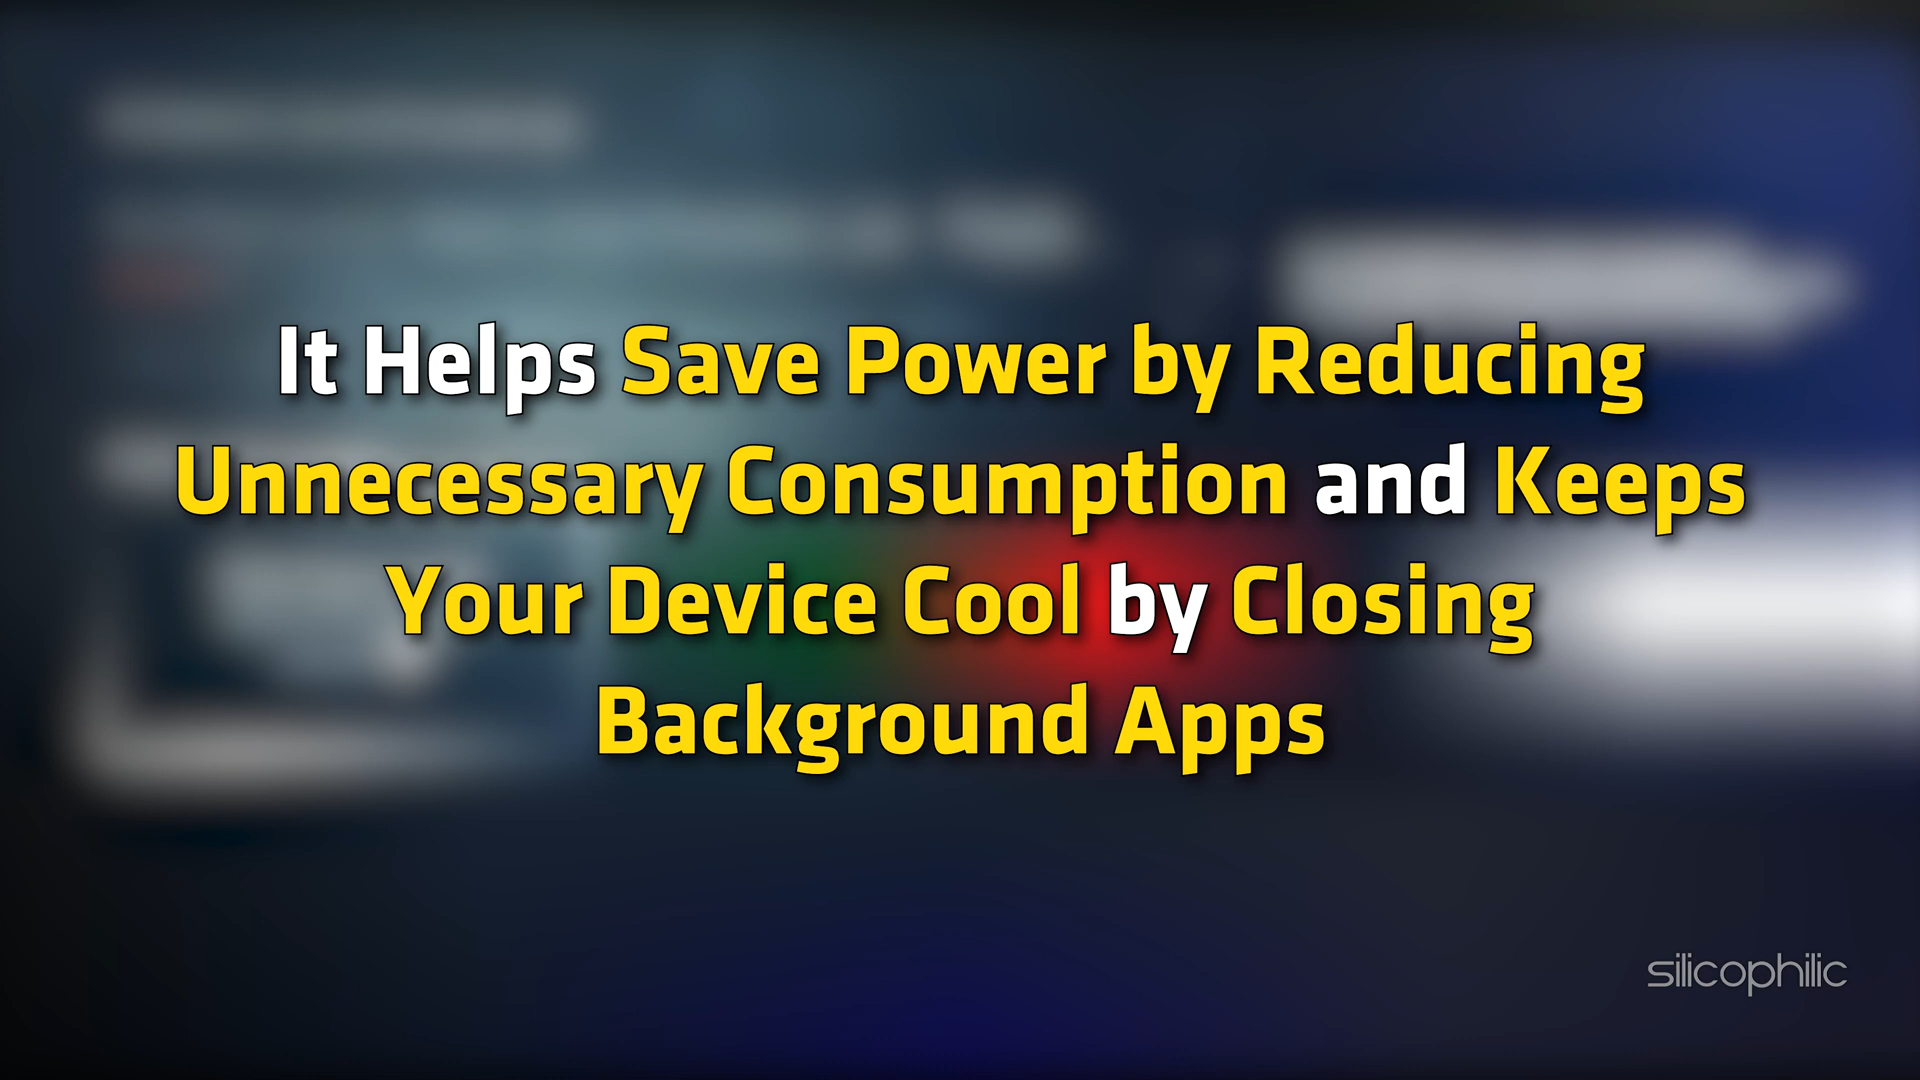 It Helps Save Power by Reducing
Unnecessary Consumption and Keeps
Your Device Cool by Closing
Background Apps
silicophilic